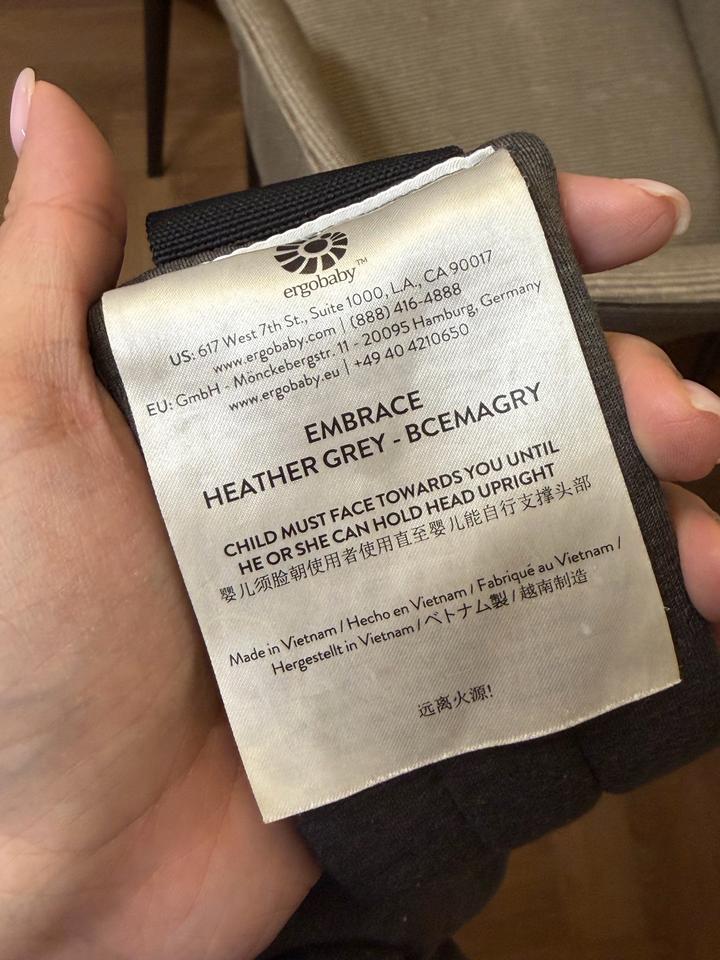 ergobaby™
US: 617 West 7th St., Suite 1000, L.A., CA 90017
www.ergobaby.com | (888) 416-4888
EU: GmbH - Mönckebergstr. 11 - 20095 Hamburg, Germany
www.ergobaby.eu | +49 40 4210650
EMBRACE
HEATHER GREY - BCEMAGRY
CHILD MUST FACE TOWARDS YOU UNTIL
HE OR SHE CAN HOLD HEAD UPRIGHT
婴儿须脸朝使用者使用直至婴儿能自行支撑头部
Made in Vietnam / Hecho en Vietnam / Fabriqué au Vietnam /
Hergestellt in Vietnam / ベトナム製 / 越南制造
远离火源!